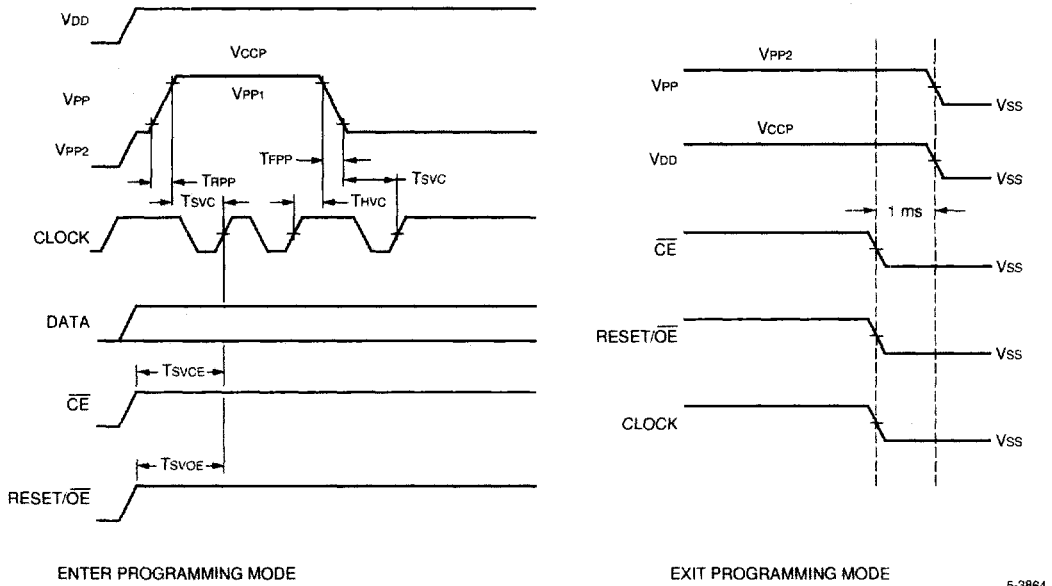 VDD
VCCP
VPP
VPP1
VPP2
TFPP
TRPP
TSVC
TSVC
THVC
CLOCK
DATA
TSVCE
CE
TSVOE
RESET/OE
ENTER PROGRAMMING MODE
VPP2
VPP
VSS
VCCP
VDD
VSS
1 ms
CE
VSS
RESET/OE
VSS
CLOCK
VSS
EXIT PROGRAMMING MODE
5-3864